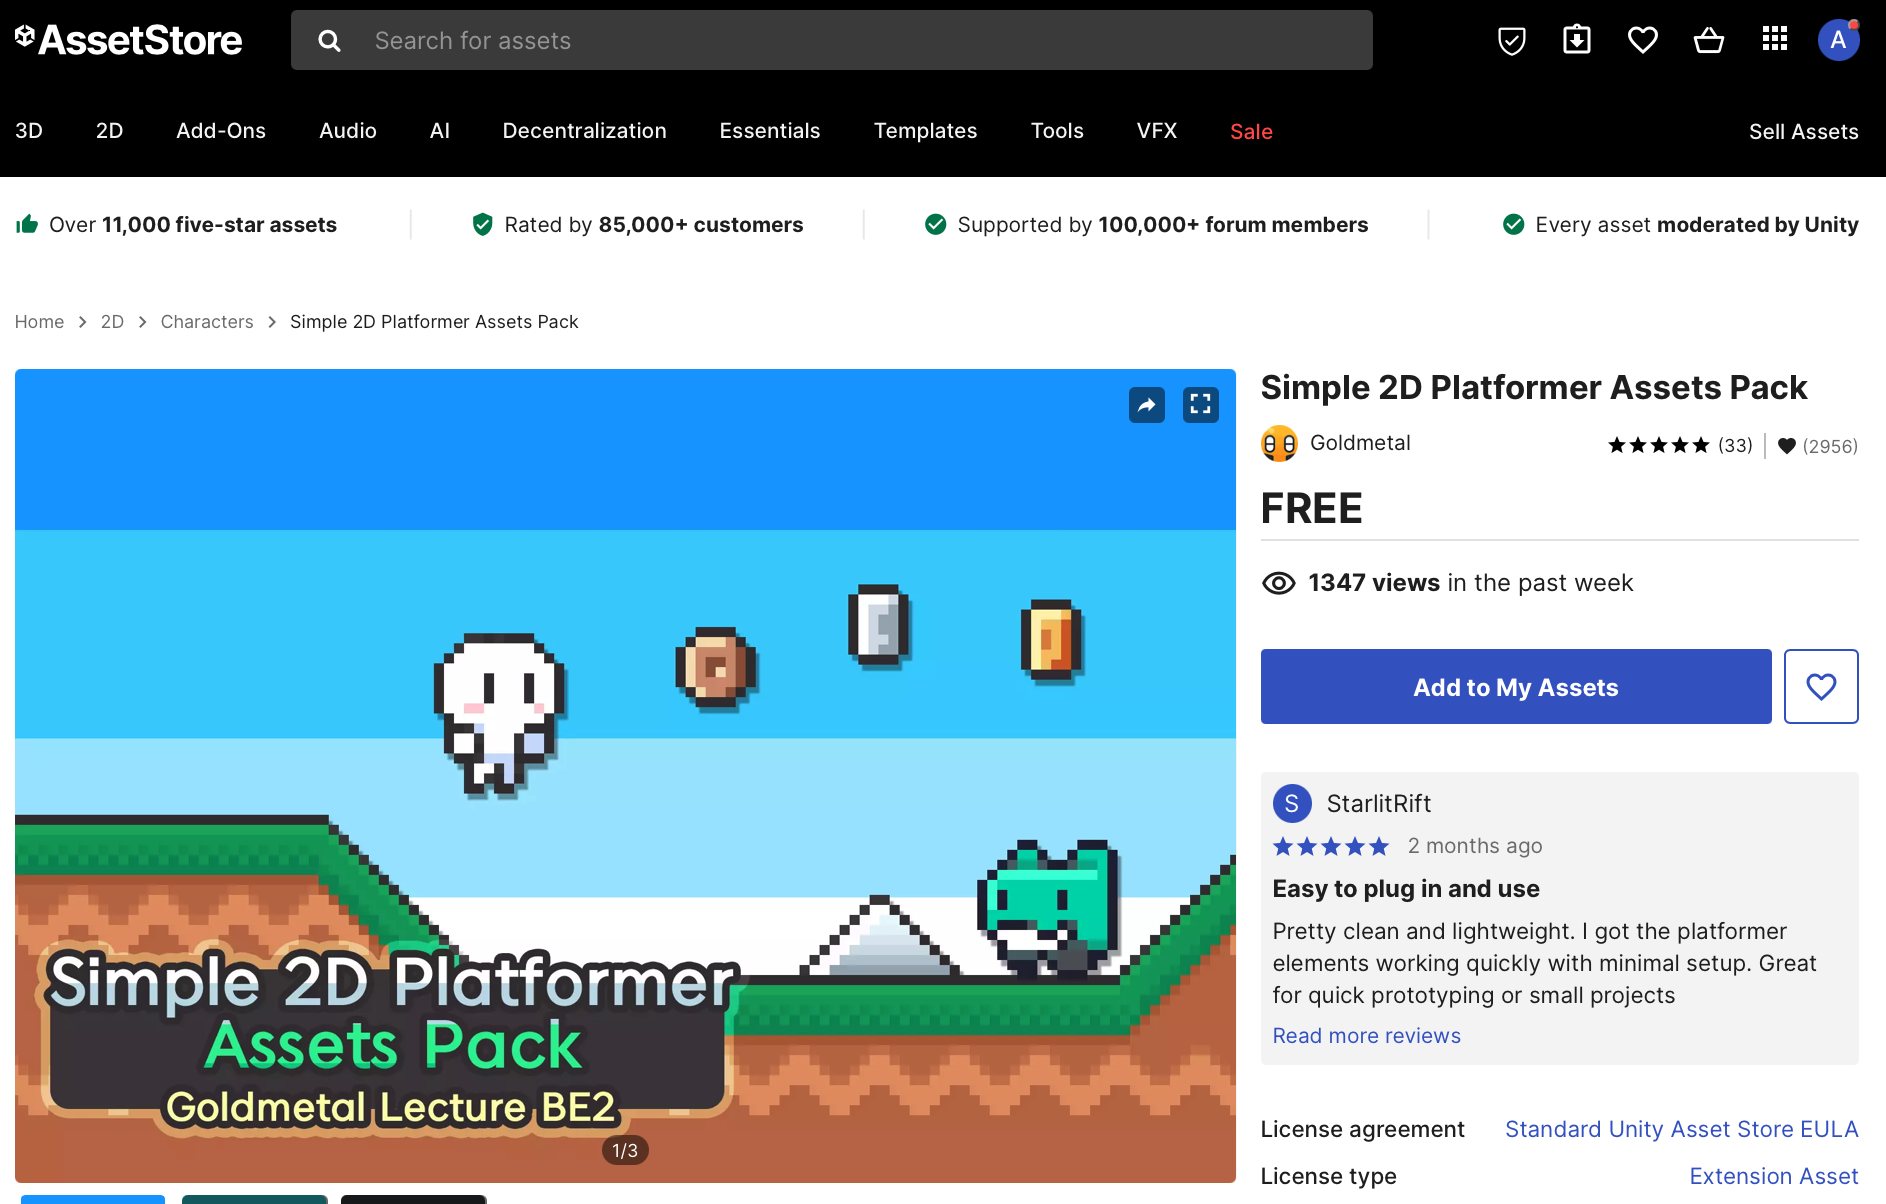 AssetStore
Search for assets
A
3D 2D Add-Ons Audio AI Decentralization Essentials Templates Tools VFX Sale Sell Assets
Over 11,000 five-star assets
Rated by 85,000+ customers
Supported by 100,000+ forum members
Every asset moderated by Unity
Home > 2D > Characters > Simple 2D Platformer Assets Pack
Simple 2D Platformer
Assets Pack
Goldmetal Lecture BE2
1/3
Simple 2D Platformer Assets Pack
Goldmetal (33) (2956)
FREE
1347 views in the past week
Add to My Assets
S StarlitRift
2 months ago
Easy to plug in and use
Pretty clean and lightweight. I got the platformer
elements working quickly with minimal setup. Great
for quick prototyping or small projects
Read more reviews
License agreement Standard Unity Asset Store EULA
License type Extension Asset